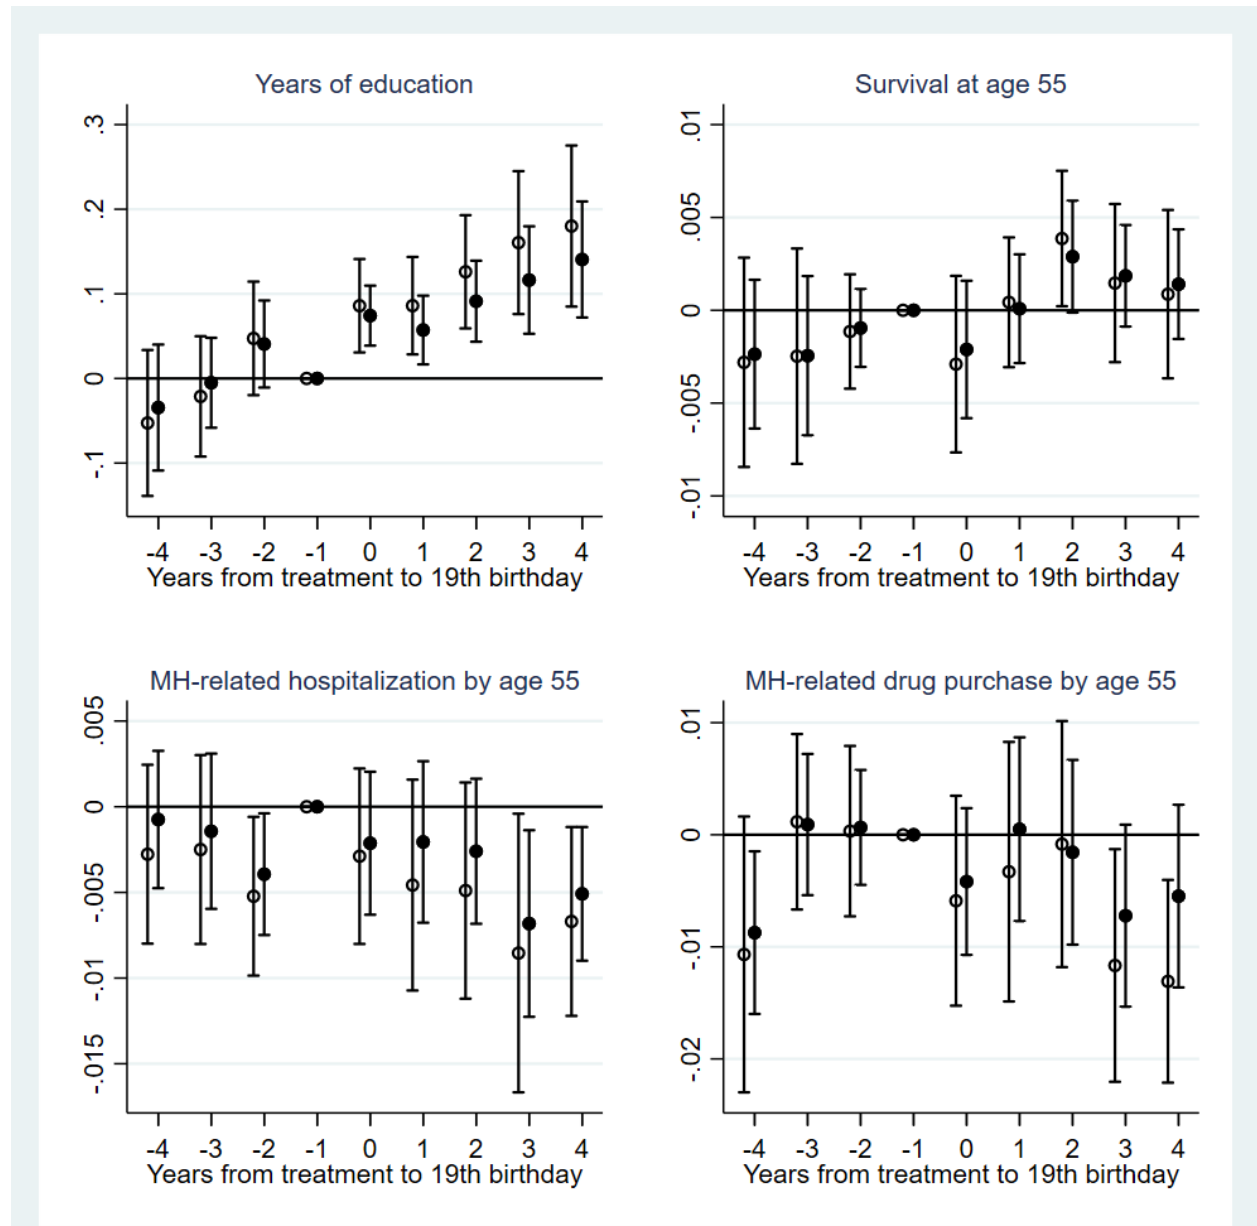 Years of education
.3
.2
.1
0
-.1
-4 -3 -2 -1 0 1 2 3 4
Years from treatment to 19th birthday
Survival at age 55
.01
.005
0
-.005
-.01
-4 -3 -2 -1 0 1 2 3 4
Years from treatment to 19th birthday
MH-related hospitalization by age 55
.005
0
-.005
-.01
-.015
-4 -3 -2 -1 0 1 2 3 4
Years from treatment to 19th birthday
MH-related drug purchase by age 55
.01
0
-.01
-.02
-4 -3 -2 -1 0 1 2 3 4
Years from treatment to 19th birthday